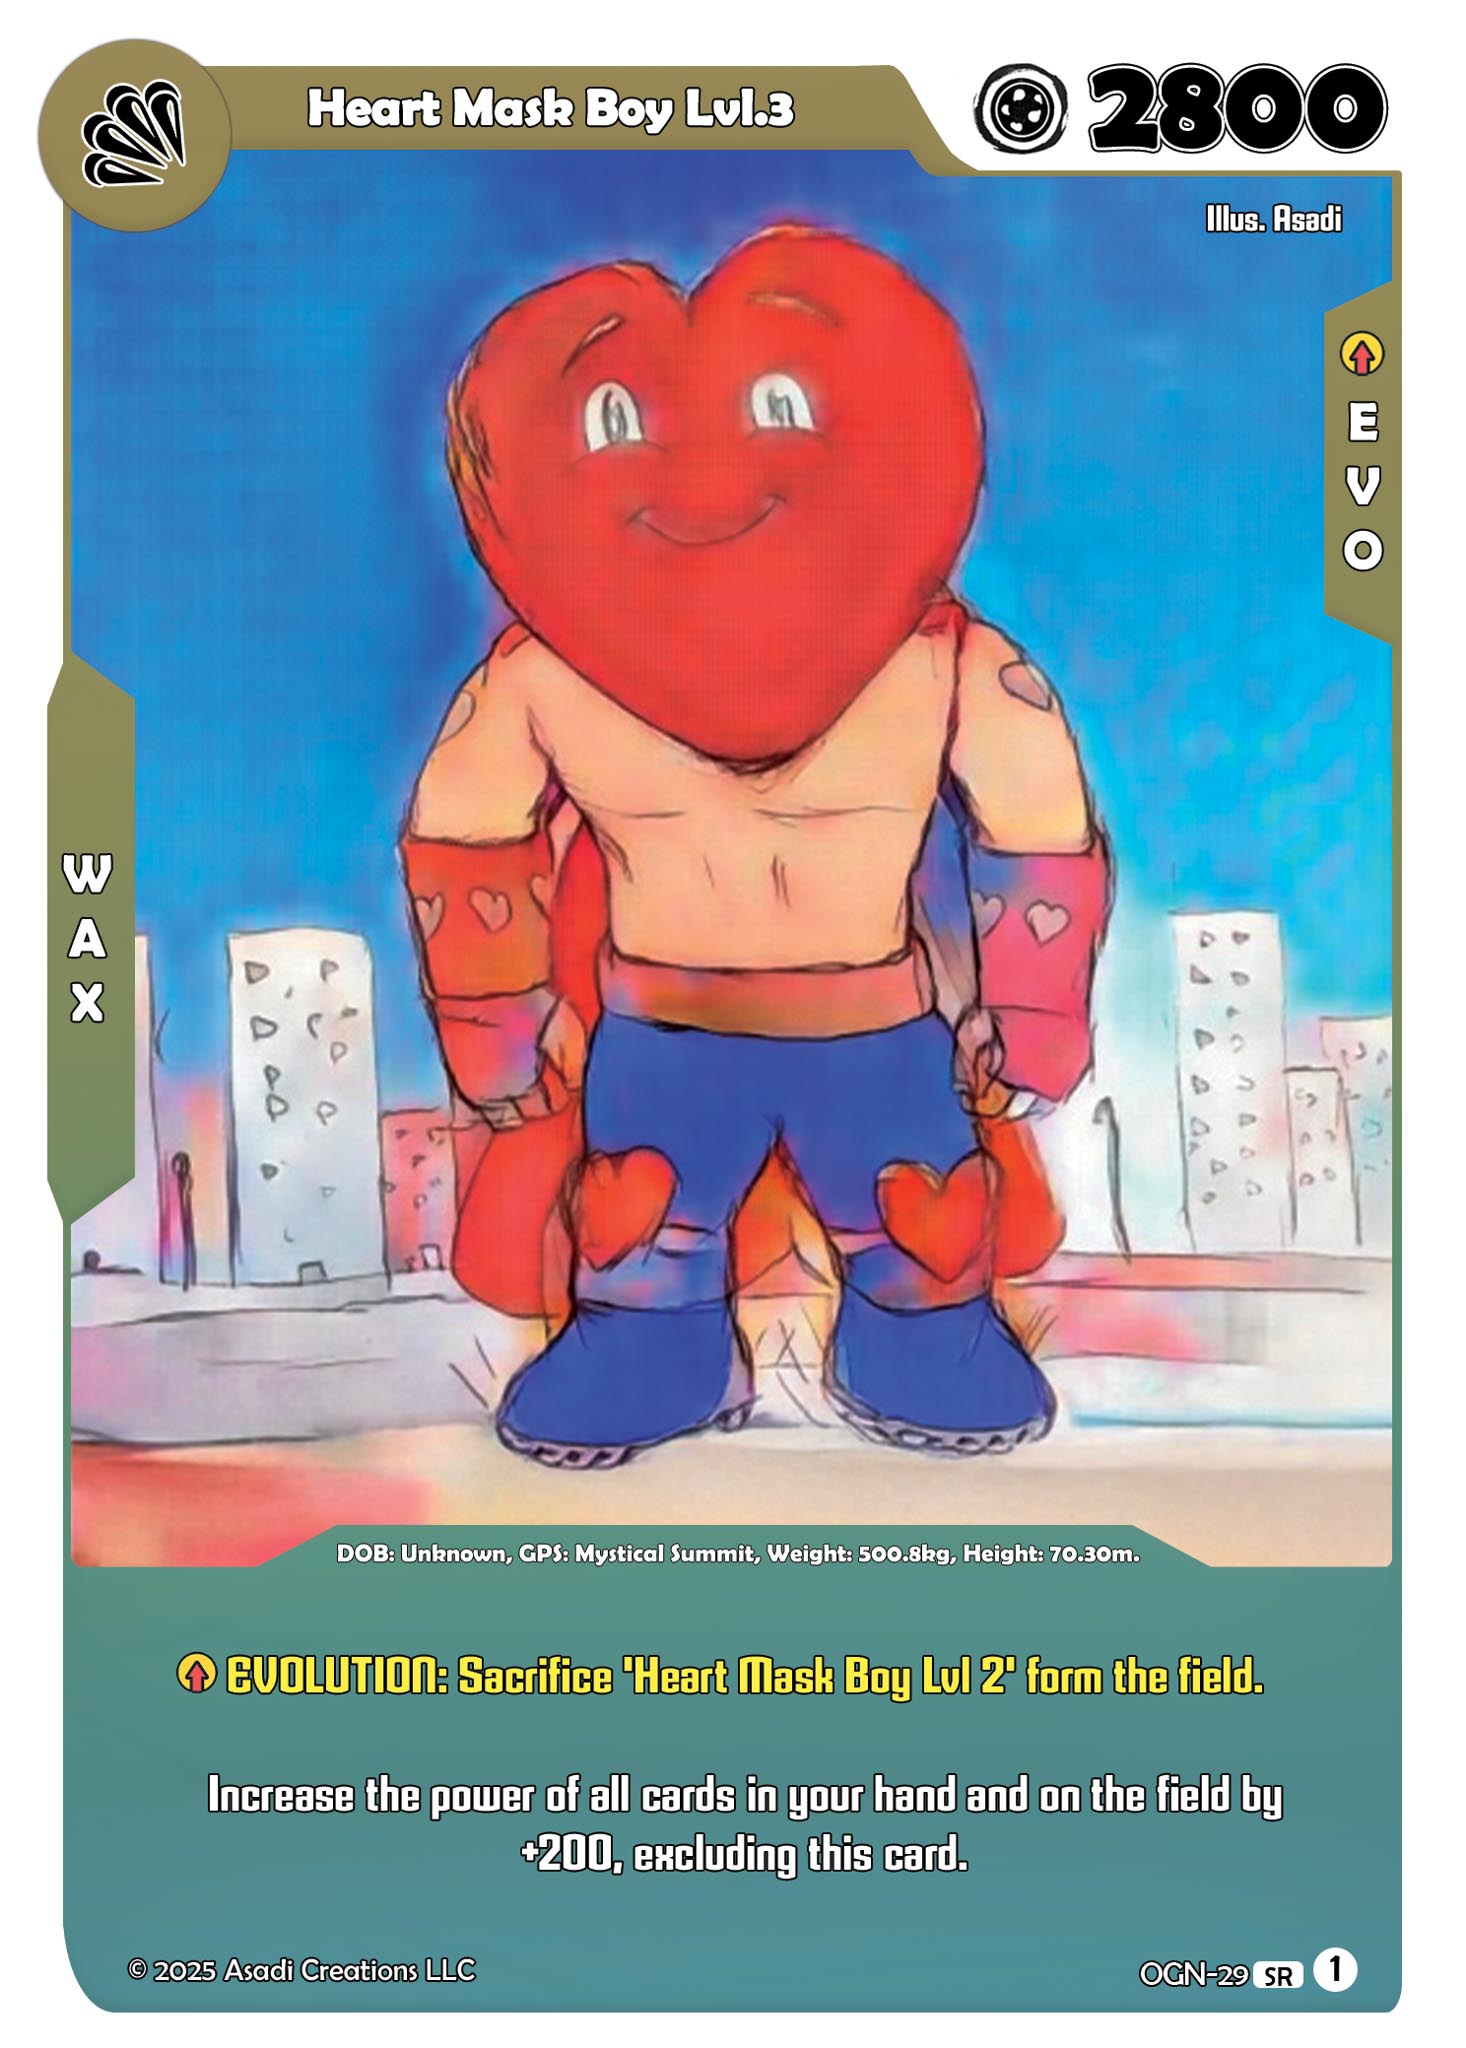 Heart Mask Boy Lvl.3
2800
Illus. Asadi
EVO
WAX
DOB: Unknown, GPS: Mystical Summit, Weight: 500.8kg, Height: 70.30m.
EVOLUTION: Sacrifice 'Heart Mask Boy Lvl 2' form the field.
Increase the power of all cards in your hand and on the field by
+200, excluding this card.
© 2025 Asadi Creations LLC
OGN-29 SR 1